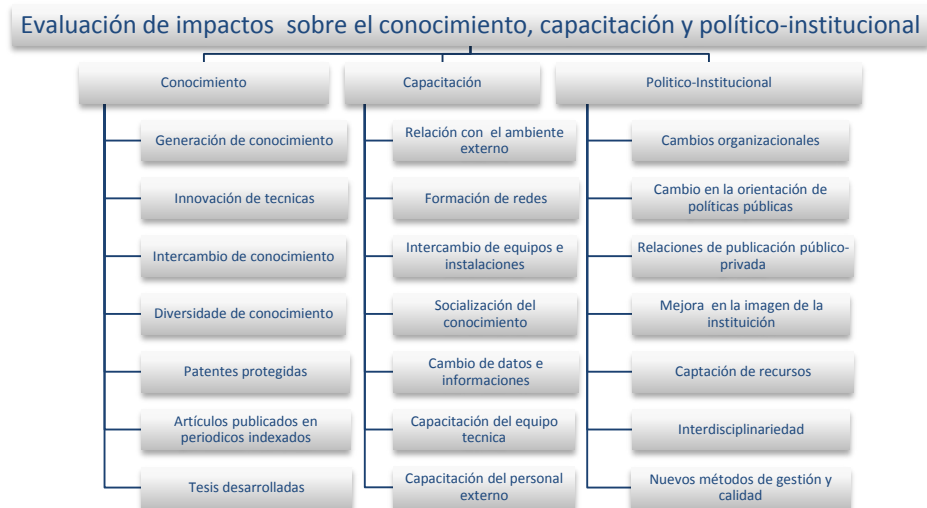 Evaluación de impactos sobre el conocimiento, capacitación y político-institucional
Conocimiento
Generación de conocimiento
Innovación de tecnicas
Intercambio de conocimiento
Diversidade de conocimiento
Patentes protegidas
Artículos publicados en
periodicos indexados
Tesis desarrolladas
Capacitación
Relación con el ambiente
externo
Formación de redes
Intercambio de equipos e
instalaciones
Socialización del
conocimiento
Cambio de datos e
informaciones
Capacitación del equipo
tecnica
Capacitación del personal
externo
Politico-Institucional
Cambios organizacionales
Cambio en la orientación de
políticas públicas
Relaciones de publicación público-
privada
Mejora en la imagen de la
instituición
Captación de recursos
Interdisciplinariedad
Nuevos métodos de gestión y
calidad